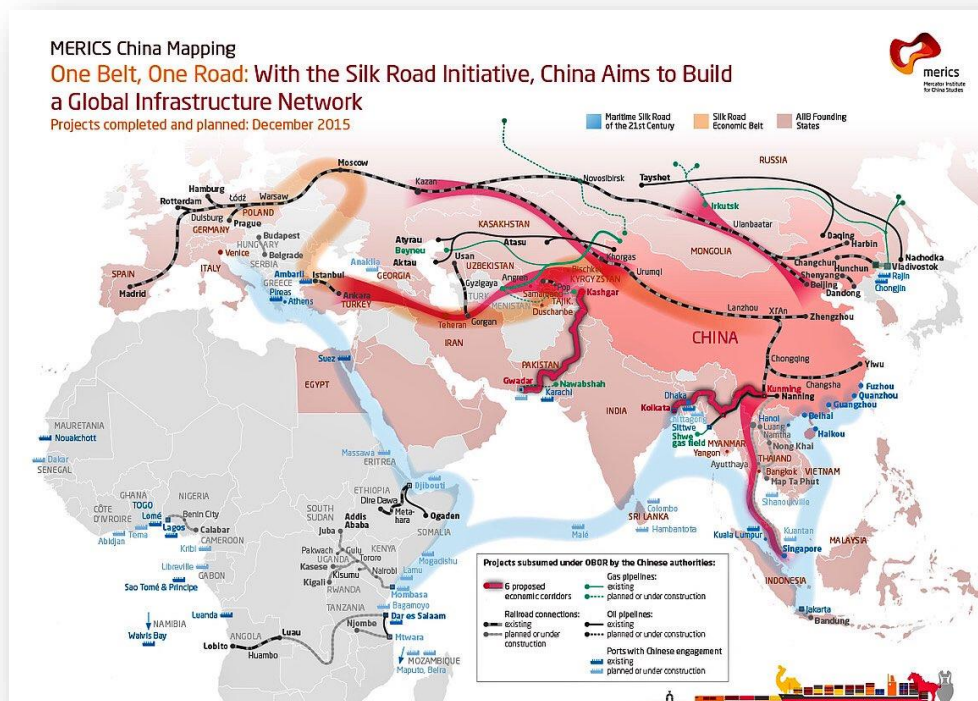 MERICS China Mapping
One Belt, One Road: With the Silk Road Initiative, China Aims to Build
a Global Infrastructure Network
Projects completed and planned: December 2015
merics
Mercator Institute
for China Studies
Maritime Silk Road
of the 21st Century
Silk Road
Economic Belt
AIIB Founding
States
RUSSIA
Moscow
Kazan
Novosibirsk
Tayshet
Irkutsk
Hamburg
Rotterdam
Łódź
Warsaw
Duisburg
POLAND
GERMANY
Prague
Budapest
HUNGARY
Belgrade
SERBIA
Venice
ITALY
SPAIN
Madrid
GREECE
Ambarli
Istanbul
Pireas
Athens
Ankara
TURKEY
Anaklia
GEORGIA
Atyrau
Beyneu
Aktau
KASAKHSTAN
Atasu
Usan
UZBEKISTAN
Gyzlgaya
Angren
Pop
Samarqand
TAJIK.
Duschanbe
Bischkek
KYRGYZSTAN
Kashgar
Khorgas
Urumqi
TURK
MENISTAN
Teheran
Gorgan
IRAN
MONGOLIA
Ulanbaatar
Daqing
Harbin
Changchun
Shenyang
Hunchun
Beijing
Dandong
Nachodka
Vladivostok
Rajin
Chongjin
Lanzhou
Xi'An
Zhengzhou
CHINA
Chongqing
Yiwu
Changsha
Fuzhou
Quanzhou
Guangzhou
Beihai
Haikou
Kunming
Nanning
PAKISTAN
Gwadar
Nawabshah
Karachi
INDIA
Dhaka
Kolkata
Chittagong
Sittwe
Shwe
gas field
MYANMAR
Yangon
Hanoi
Luang
Namtha
Nong Khai
THAILAND
Ayutthaya
Bangkok
VIETNAM
Map Ta Phut
Sihanoukville
Kuantan
Kuala Lumpur
Singapore
MALAYSIA
INDONESIA
Jakarta
Bandung
Colombo
SRI LANKA
Hambantota
Malé
Suez
EGYPT
MAURETANIA
Nouakchott
Dakar
SENEGAL
Massawa
ERITREA
Djibouti
ETHIOPIA
Dire Dawa
Meta-
hara
Ogaden
SOMALIA
Addis
Ababa
SOUTH
SUDAN
Juba
GHANA
NIGERIA
TOGO
Lomé
Benin City
CÔTE
D'IVROIRE
Lagos
Calabar
Tema
CAMEROON
Abidjan
Kribi
Pakwach
Gulu
KENYA
UGANDA
Tororo
Kasese
Kisumu
Nairobi
Lamu
Mogadishu
Kigali
RWANDA
Mombasa
Libreville
GABON
Sao Tomé & Principe
TANZANIA
Bagamoyo
Dar es Salaam
Njombo
Mtwara
Luanda
NAMIBIA
Walvis Bay
ANGOLA
Luau
Lobito
Huambo
MOZAMBIQUE
Maputo, Beira
Projects subsumed under OBOR by the Chinese authorities:
6 proposed
economic corridors
Railroad connections:
existing
planned or under
construction
Gas pipelines:
existing
planned or under construction
Oil pipelines:
existing
planned or under construction
Ports with Chinese engagement
existing
planned or under construction